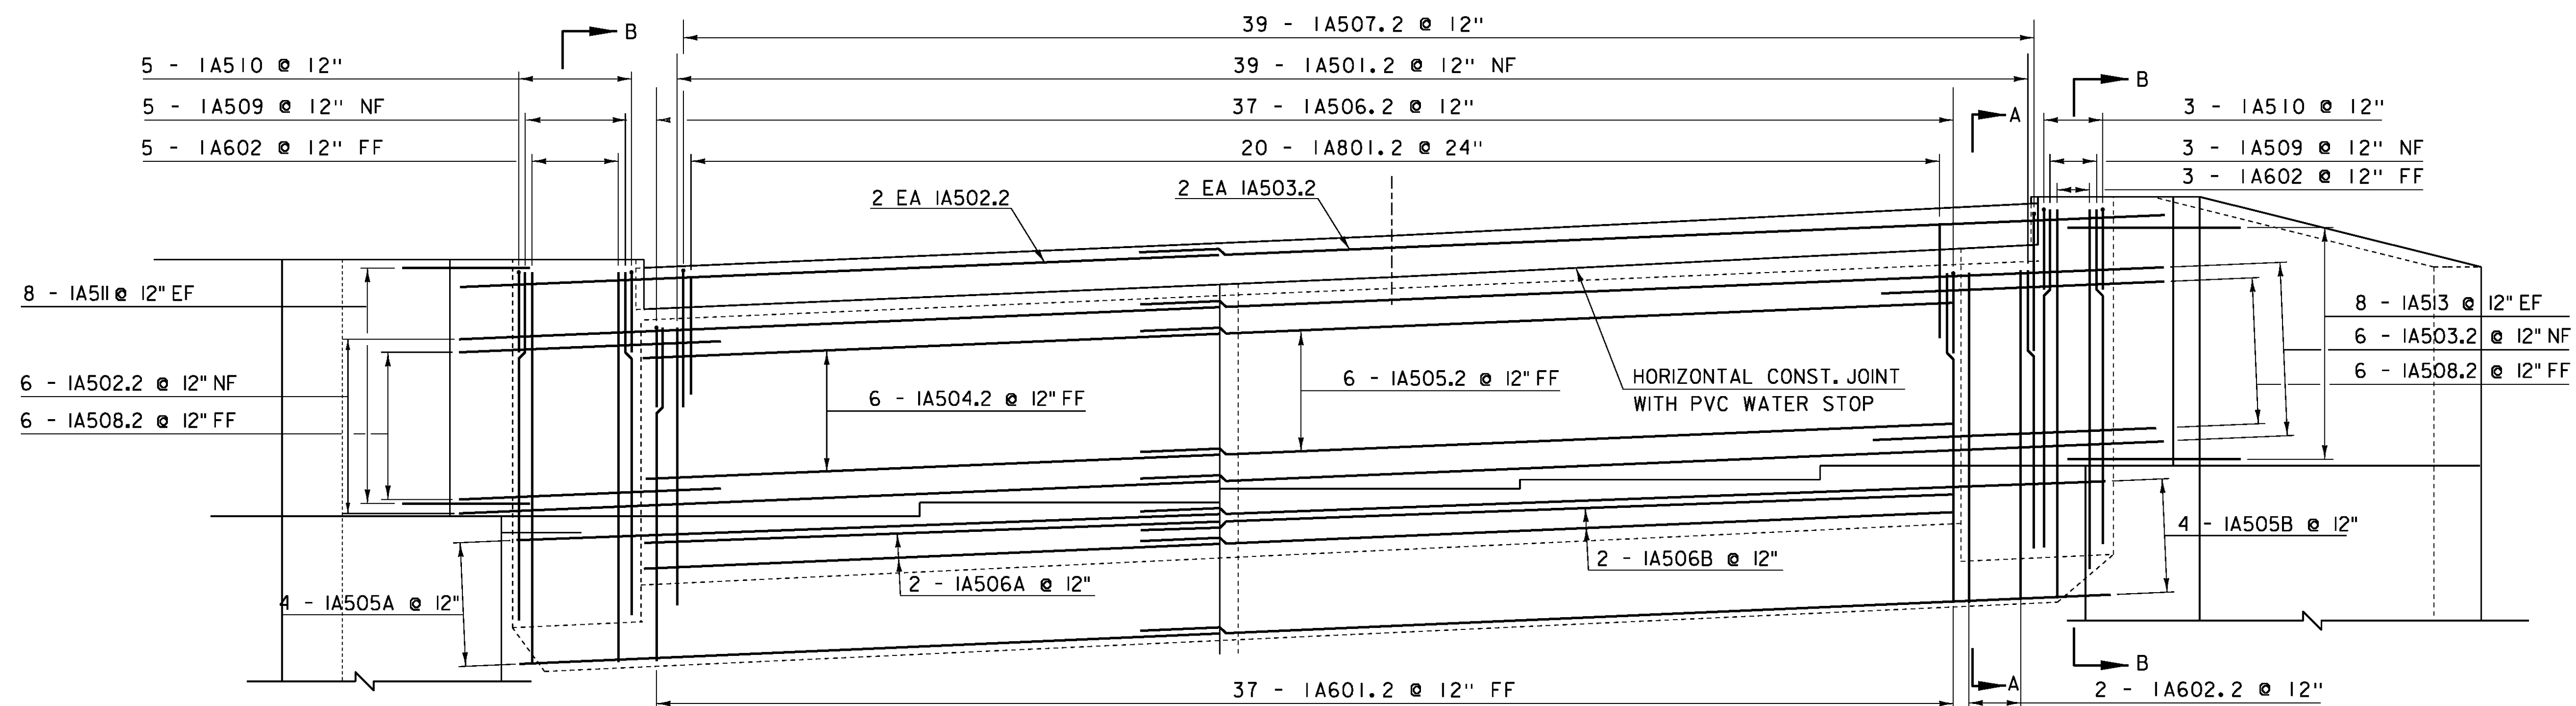 39 - 1A507.2 @ 12"
B
5 - 1A510 @ 12"
39 - 1A501.2 @ 12" NF
B
5 - 1A509 @ 12" NF
37 - 1A506.2 @ 12"
A
3 - 1A510 @ 12"
5 - 1A602 @ 12" FF
20 - 1A801.2 @ 24"
3 - 1A509 @ 12" NF
3 - 1A602 @ 12" FF
2 EA 1A502.2
2 EA 1A503.2
8 - 1A511 @ 12" EF
8 - 1A513 @ 12" EF
6 - 1A503.2 @ 12" NF
6 - 1A508.2 @ 12" FF
6 - 1A502.2 @ 12" NF
6 - 1A508.2 @ 12" FF
6 - 1A504.2 @ 12" FF
6 - 1A505.2 @ 12" FF
HORIZONTAL CONST. JOINT
WITH PVC WATER STOP
4 - 1A505B @ 12"
2 - 1A506B @ 12"
2 - 1A506A @ 12"
4 - 1A505A @ 12"
B
A
37 - 1A601.2 @ 12" FF
2 - 1A602.2 @ 12"